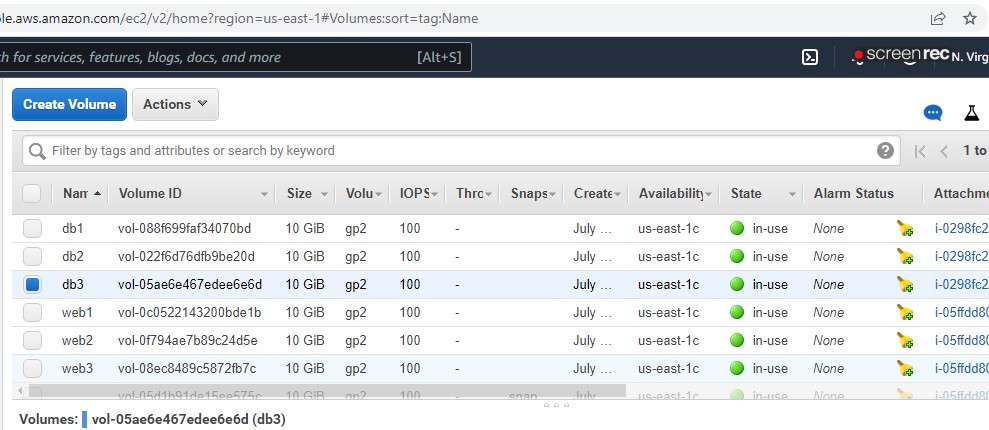 le.aws.amazon.com/ec2/v2/home?region=us-east-1#Volumes:sort=tag:Name
ch for services, features, blogs, docs, and more [Alt+S] screenrec N. Virg
Create Volume Actions
Filter by tags and attributes or search by keyword 1 to
Nam Volume ID Size Volu IOPS Thro Snaps Create Availability State Alarm Status Attachme
db1 vol-088f699faf34070bd 10 GiB gp2 100 - July ... us-east-1c in-use None i-0298fc2
db2 vol-022f6d76dfb9be20d 10 GiB gp2 100 - July ... us-east-1c in-use None i-0298fc2
db3 vol-05ae6e467edee6e6d 10 GiB gp2 100 - July ... us-east-1c in-use None i-0298fc2
web1 vol-0c0522143200bde1b 10 GiB gp2 100 - July ... us-east-1c in-use None i-05ffdd80
web2 vol-0f794ae7b89c24d5e 10 GiB gp2 100 - July ... us-east-1c in-use None i-05ffdd80
web3 vol-08ec8489c5872fb7c 10 GiB gp2 100 - July ... us-east-1c in-use None i-05ffdd80
vol-05d1b91de15ee575c 10 GiB gp2 100 snap July ... us-east-1c in-use None i-05ffdd80
Volumes: vol-05ae6e467edee6e6d (db3)